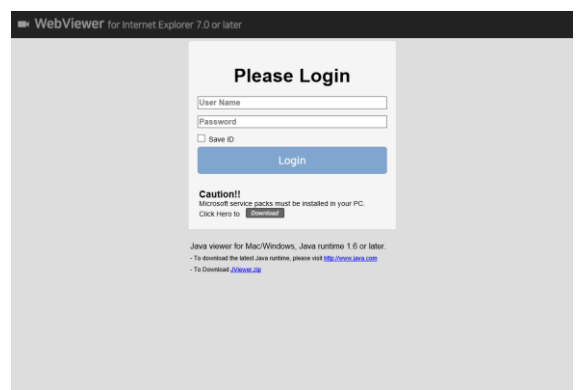 WebViewer for Internet Explorer 7.0 or later
Please Login
User Name
Password
Save ID
Login
Caution!!
Microsoft service packs must be installed in your PC.
Click Hero to Download
Java viewer for Mac/Windows, Java runtime 1.6 or later.
- To download the latest Java runtime, please visit http://www.java.com
- To Download JViewer.zip